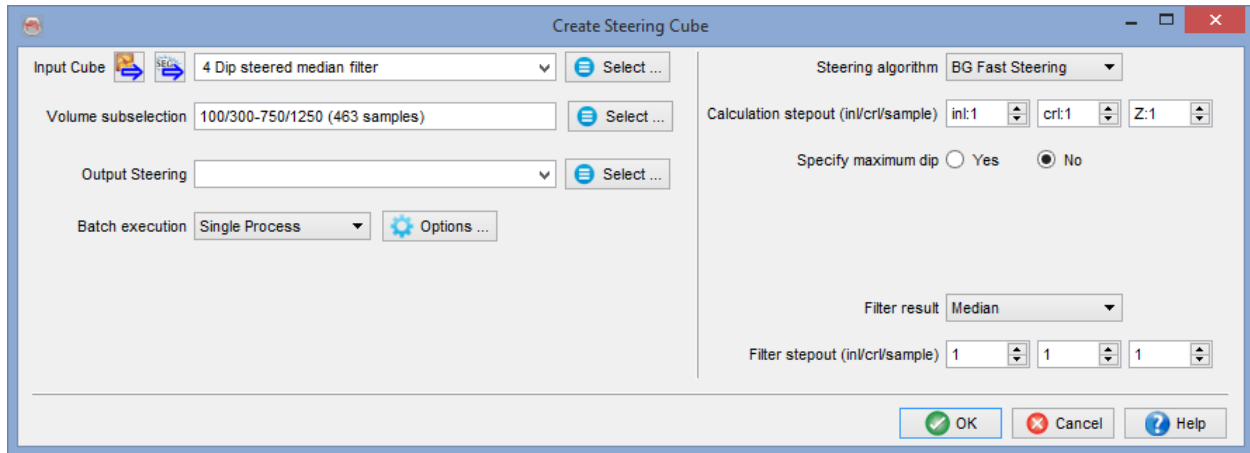 Create Steering Cube
Input Cube SEG 4 Dip steered median filter Select ...
Volume subselection 100/300-750/1250 (463 samples) Select ...
Output Steering Select ...
Batch execution Single Process Options ...
Steering algorithm BG Fast Steering
Calculation stepout (inl/crl/sample) inl:1 crl:1 Z:1
Specify maximum dip Yes No
Filter result Median
Filter stepout (inl/crl/sample) 1 1 1
OK Cancel Help